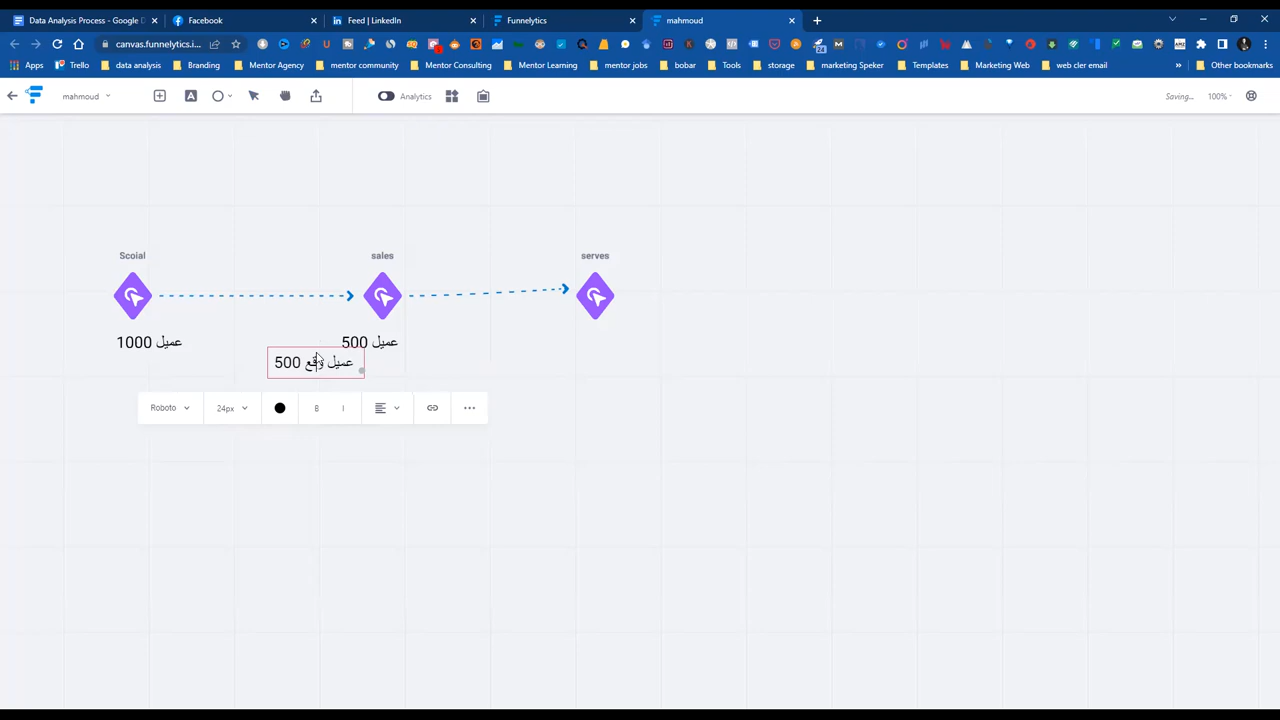 Data Analysis Process - Google D
Facebook
Feed | LinkedIn
Funnelytics
mahmoud
canvas.funnelytics.i...
Apps
Trello
data analysis
Branding
Mentor Agency
mentor community
Mentor Consulting
Mentor Learning
mentor jobs
bobar
Tools
storage
marketing Speker
Templates
Marketing Web
web cler email
»
Other bookmarks
mahmoud
Analytics
Saving...
100%
Scoial
sales
serves
عميل 1000
عميل 500
عميل وقع 500
Roboto
24px
B
I